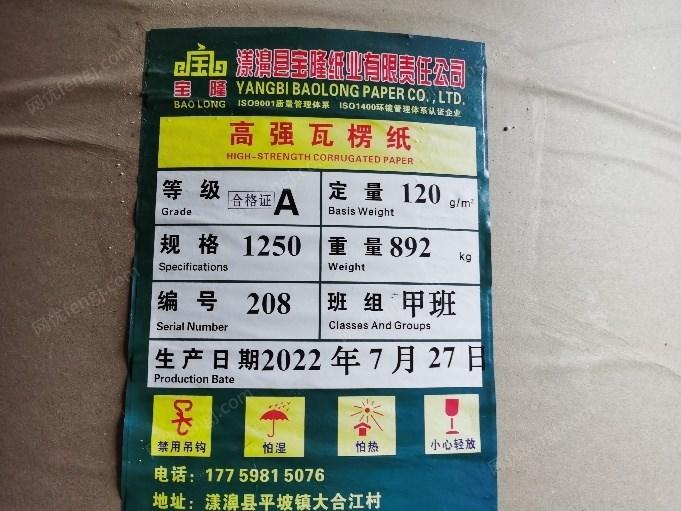 漾濞县宝隆纸业有限责任公司
宝隆 YANGBI BAOLONG PAPER CO.,LTD.
BAO LONG ISO9001质量管理体系 ISO1400环镜管理体系认证企业
高强瓦楞纸
HIGH-STRENGTH CORRUGATED PAPER
等级 合格证 A 定量 120 g/m²
Grade Basis Weight
规格 1250 重量 892 kg
Specifications Weight
编号 208 班组 甲班
Serial Number Classes And Groups
生产日期 2022 年 7 月 27 日
Production Bate
禁用吊钩 怕湿 怕热 小心轻放
电话: 177 5981 5076
地址: 漾濞县平坡镇大合江村